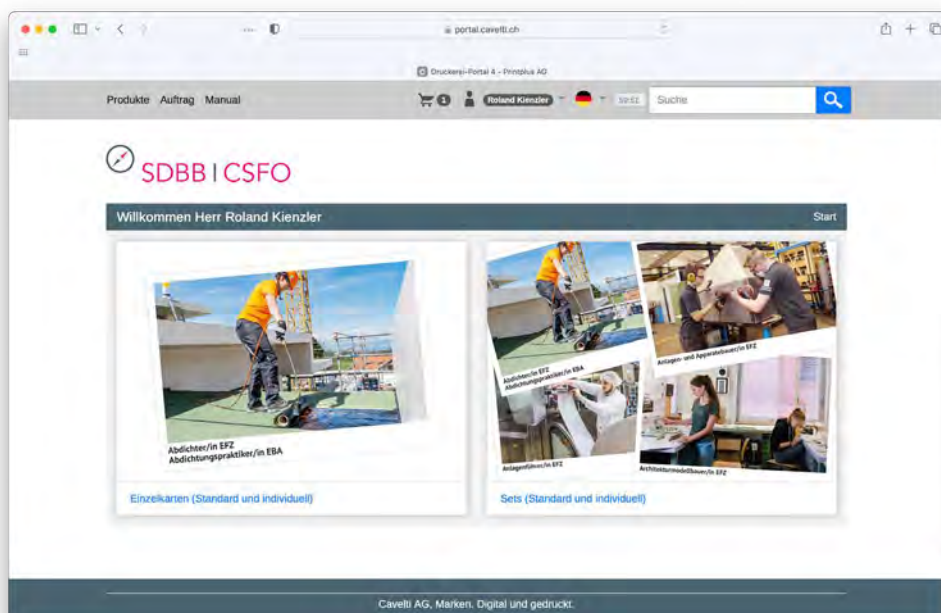 portal.cavelti.ch
Druckerei-Portal 4 - Printplus AG
Produkte Auftrag Manual
1 Roland Kienzler
Suche
SDBB | CSFO
Willkommen Herr Roland Kienzler Start
Abdichter/in EFZ
Abdichtungspraktiker/in EBA
Einzelkarten (Standard und individuell)
Abdichter/in EFZ
Abdichtungspraktiker/in EBA
Anlagen- und Apparatebauer/in EFZ
Anlagenführer/in EFZ
Architekturmodellbauer/in EFZ
Sets (Standard und individuell)
Cavelti AG, Marken. Digital und gedruckt.